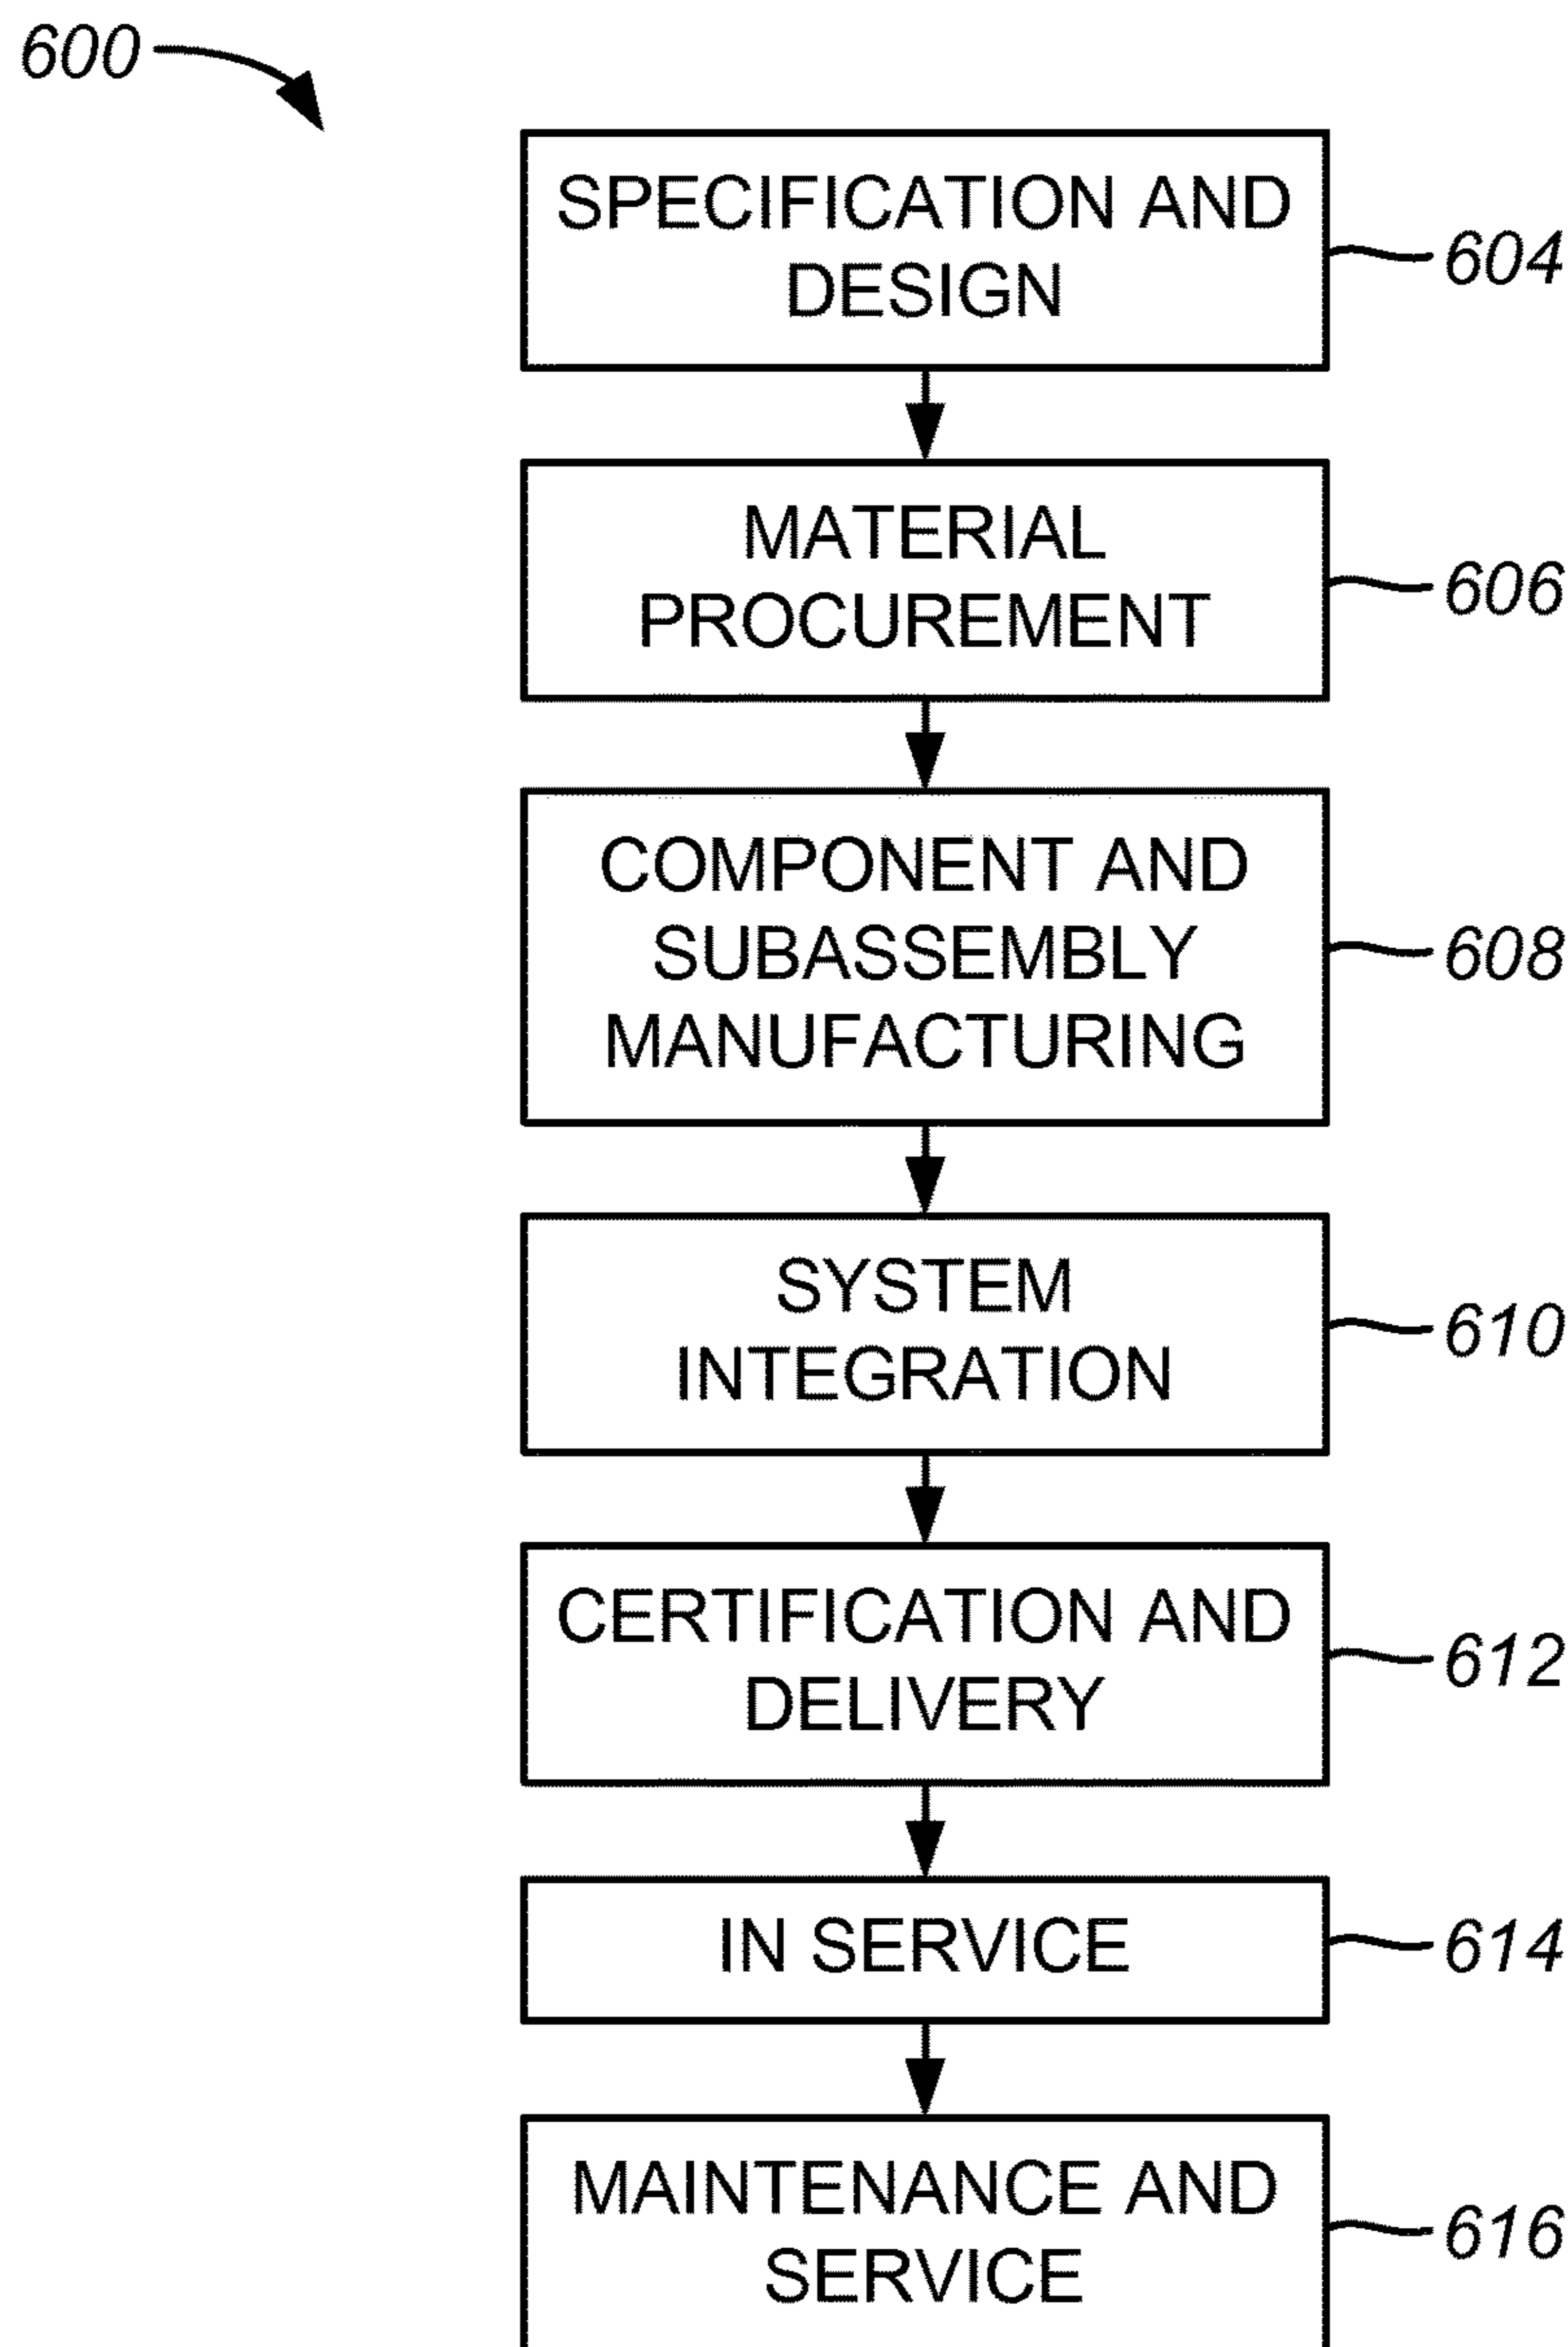 600
SPECIFICATION AND
DESIGN
604
MATERIAL
PROCUREMENT
606
COMPONENT AND
SUBASSEMBLY
MANUFACTURING
608
SYSTEM
INTEGRATION
610
CERTIFICATION AND
DELIVERY
612
IN SERVICE
614
MAINTENANCE AND
SERVICE
616